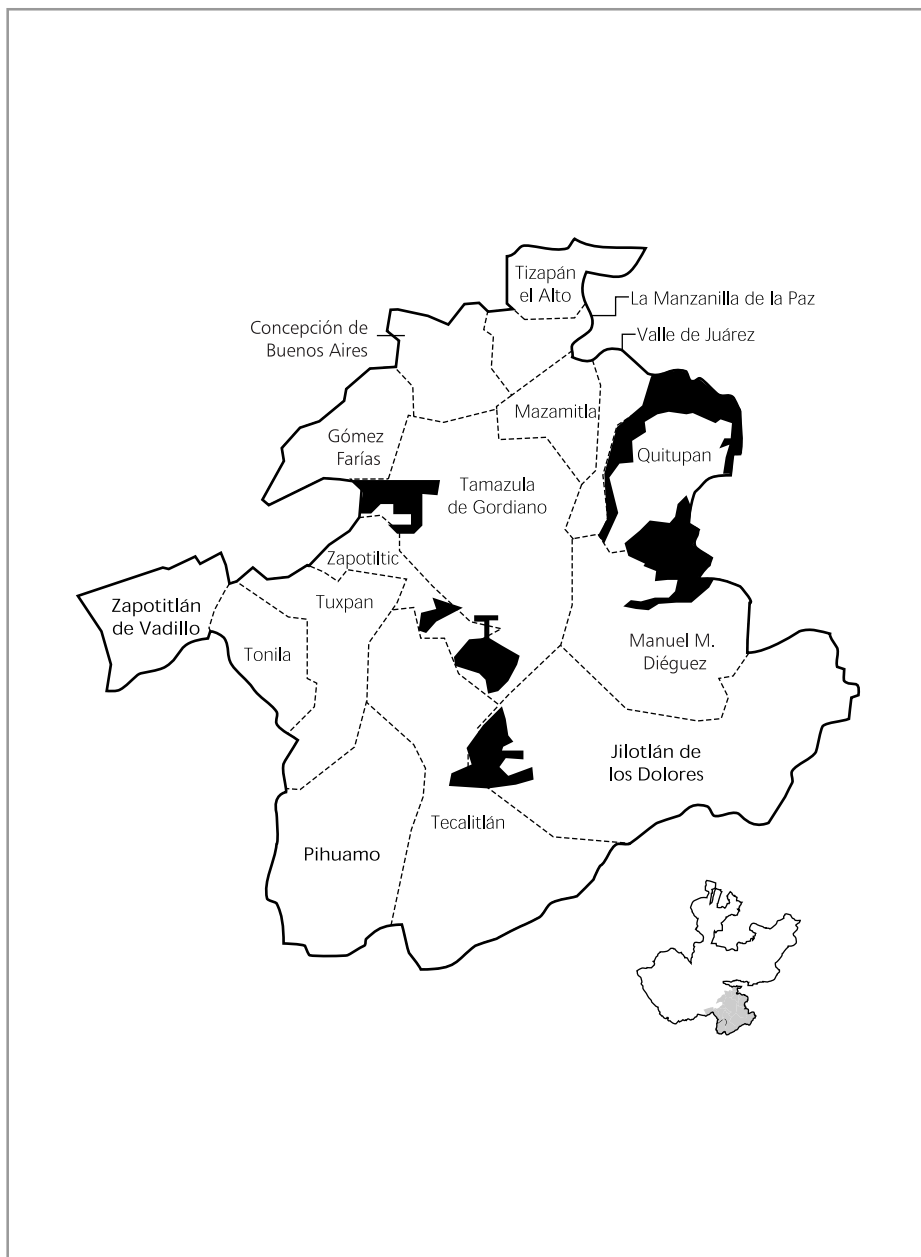 Tizapán
el Alto
La Manzanilla de la Paz
Concepción de
Buenos Aires
Valle de Juárez
Mazamitla
Gómez
Farías
Quitupan
Tamazula
de Gordiano
Zapotiltic
Zapotitlán
de Vadillo
Tuxpan
Tonila
Manuel M.
Diéguez
Jilotlán de
los Dolores
Tecalitlán
Pihuamo